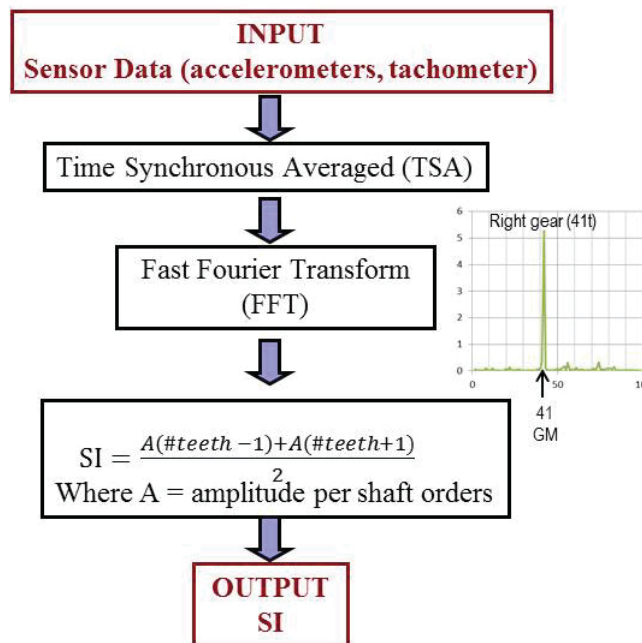 INPUT
Sensor Data (accelerometers, tachometer)
Time Synchronous Averaged (TSA)
Fast Fourier Transform
(FFT)
6
Right gear (41t)
5
4
3
2
1
0
0 50 10
41
GM
SI = A(#teeth −1)+A(#teeth+1)
2
Where A = amplitude per shaft orders
OUTPUT
SI